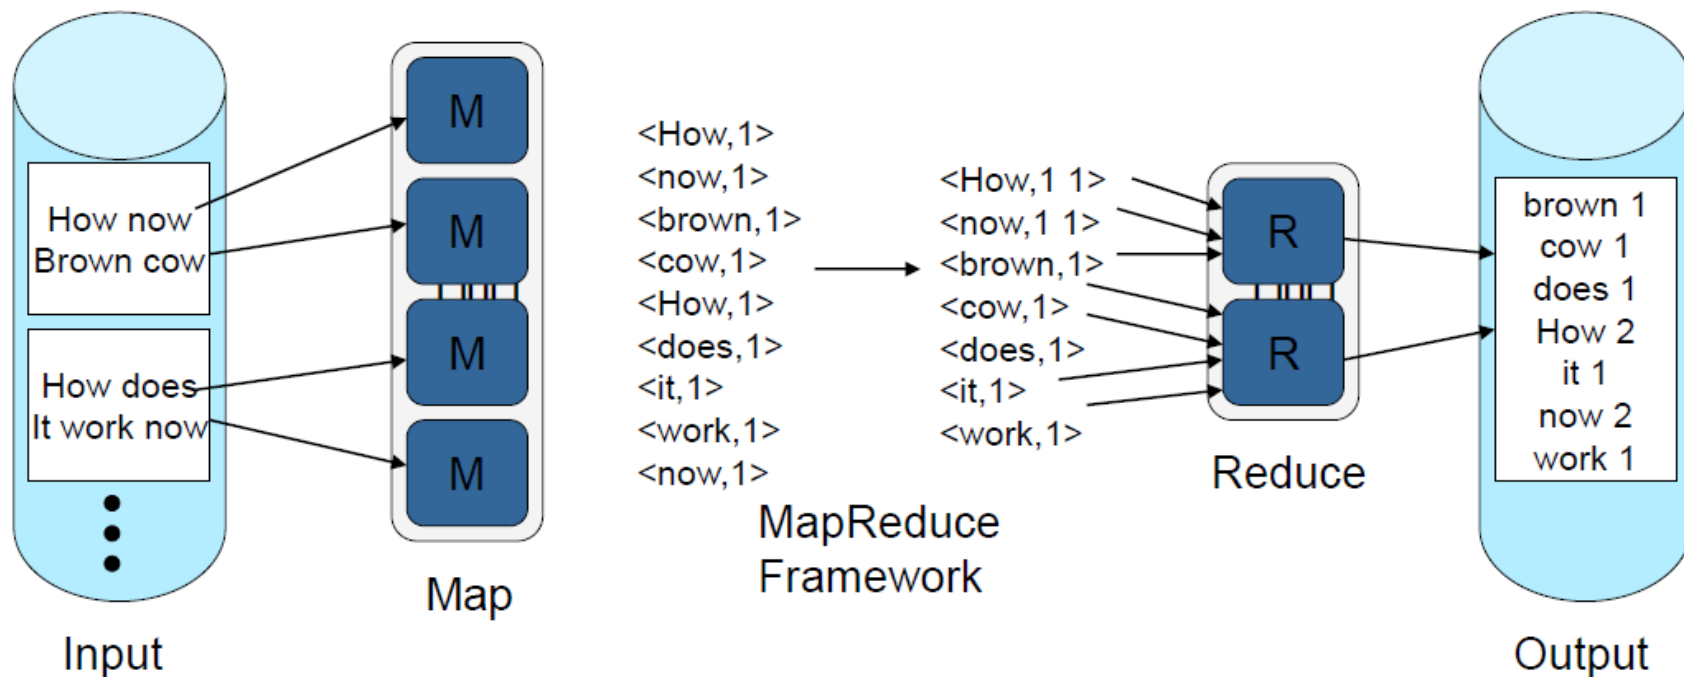 How now
Brown cow
How does
It work now
Input
M
M
M
M
Map
<How,1>
<now,1>
<brown,1>
<cow,1>
<How,1>
<does,1>
<it,1>
<work,1>
<now,1>
MapReduce
Framework
<How,1 1>
<now,1 1>
<brown,1>
<cow,1>
<does,1>
<it,1>
<work,1>
R
R
Reduce
brown 1
cow 1
does 1
How 2
it 1
now 2
work 1
Output